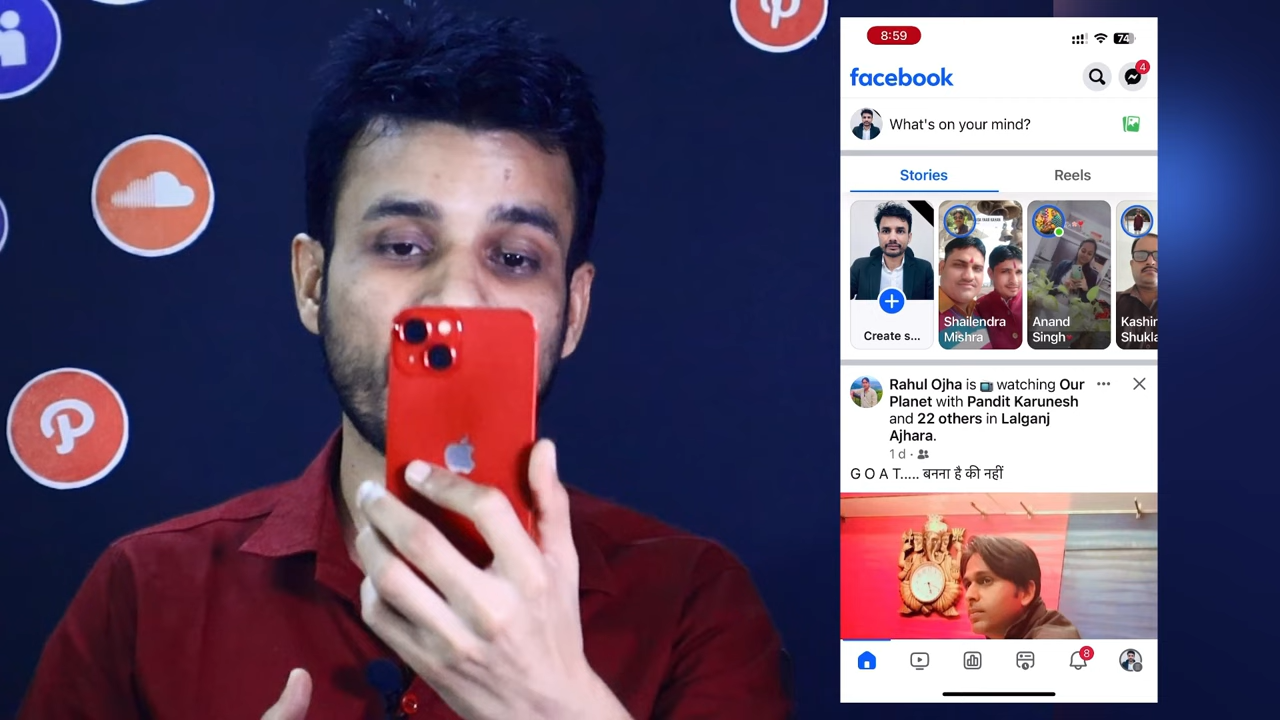 8:59
74
facebook
4
What's on your mind?
Stories
Reels
Create s...
Shailendra
Mishra
Anand
Singh
Kashir
Shukla
Rahul Ojha is 📺 watching Our
Planet with Pandit Karunesh
and 22 others in Lalganj
Ajhara.
1 d
G O A T..... बनना है की नहीं
8